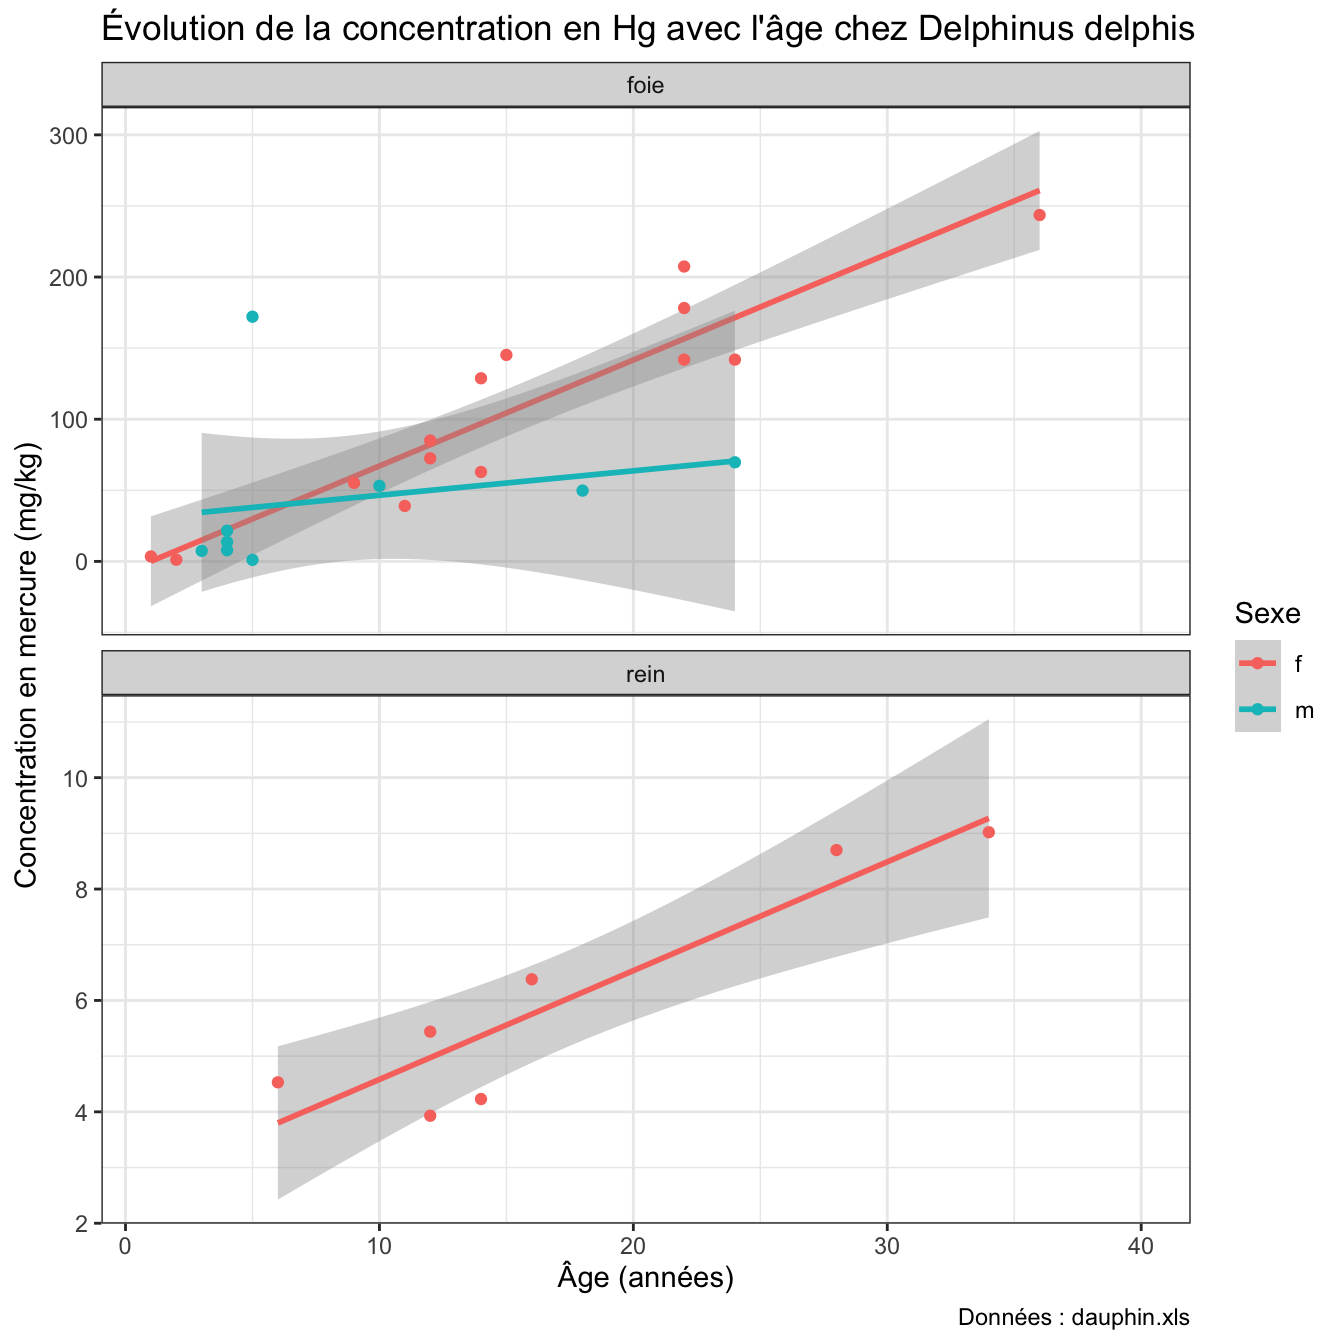 Évolution de la concentration en Hg avec l'âge chez Delphinus delphis
foie
300
200
100
0
rein
10
8
6
4
2
0 10 20 30 40
Âge (années)
Concentration en mercure (mg/kg)
Sexe
f
m
Données : dauphin.xls